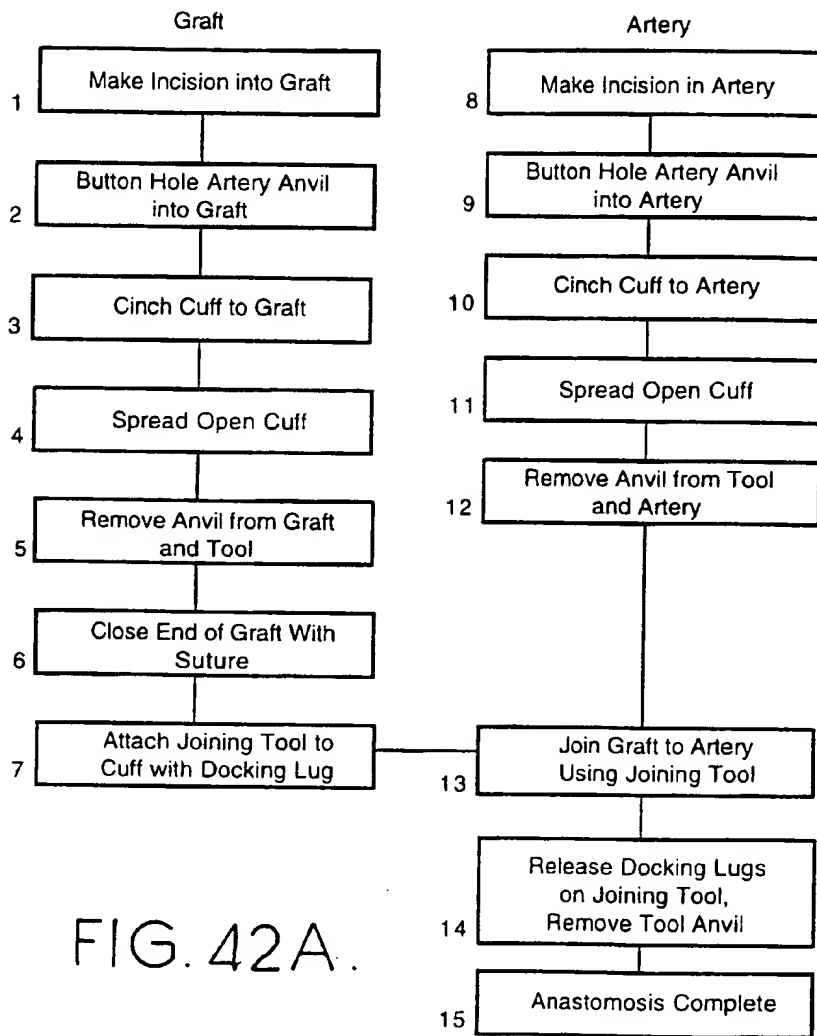 Graft
1
Make Incision into Graft
2
Button Hole Artery Anvil
into Graft
3
Cinch Cuff to Graft
4
Spread Open Cuff
5
Remove Anvil from Graft
and Tool
6
Close End of Graft With
Suture
7
Attach Joining Tool to
Cuff with Docking Lug
Artery
8
Make Incision in Artery
9
Button Hole Artery Anvil
into Artery
10
Cinch Cuff to Artery
11
Spread Open Cuff
12
Remove Anvil from Tool
and Artery
13
Join Graft to Artery
Using Joining Tool
14
Release Docking Lugs
on Joining Tool,
Remove Tool Anvil
15
Anastomosis Complete
FIG. 42A.